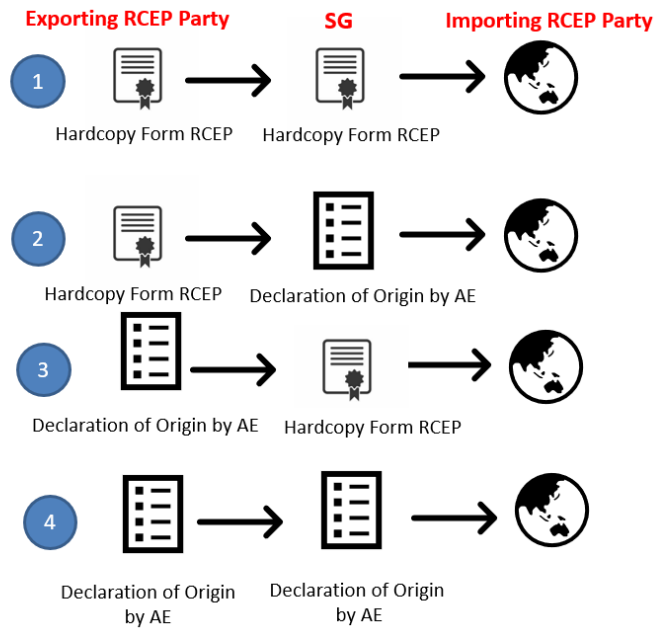 Exporting RCEP Party SG Importing RCEP Party
1
Hardcopy Form RCEP Hardcopy Form RCEP
2
Hardcopy Form RCEP Declaration of Origin by AE
3
Declaration of Origin by AE Hardcopy Form RCEP
4
Declaration of Origin Declaration of Origin
by AE by AE